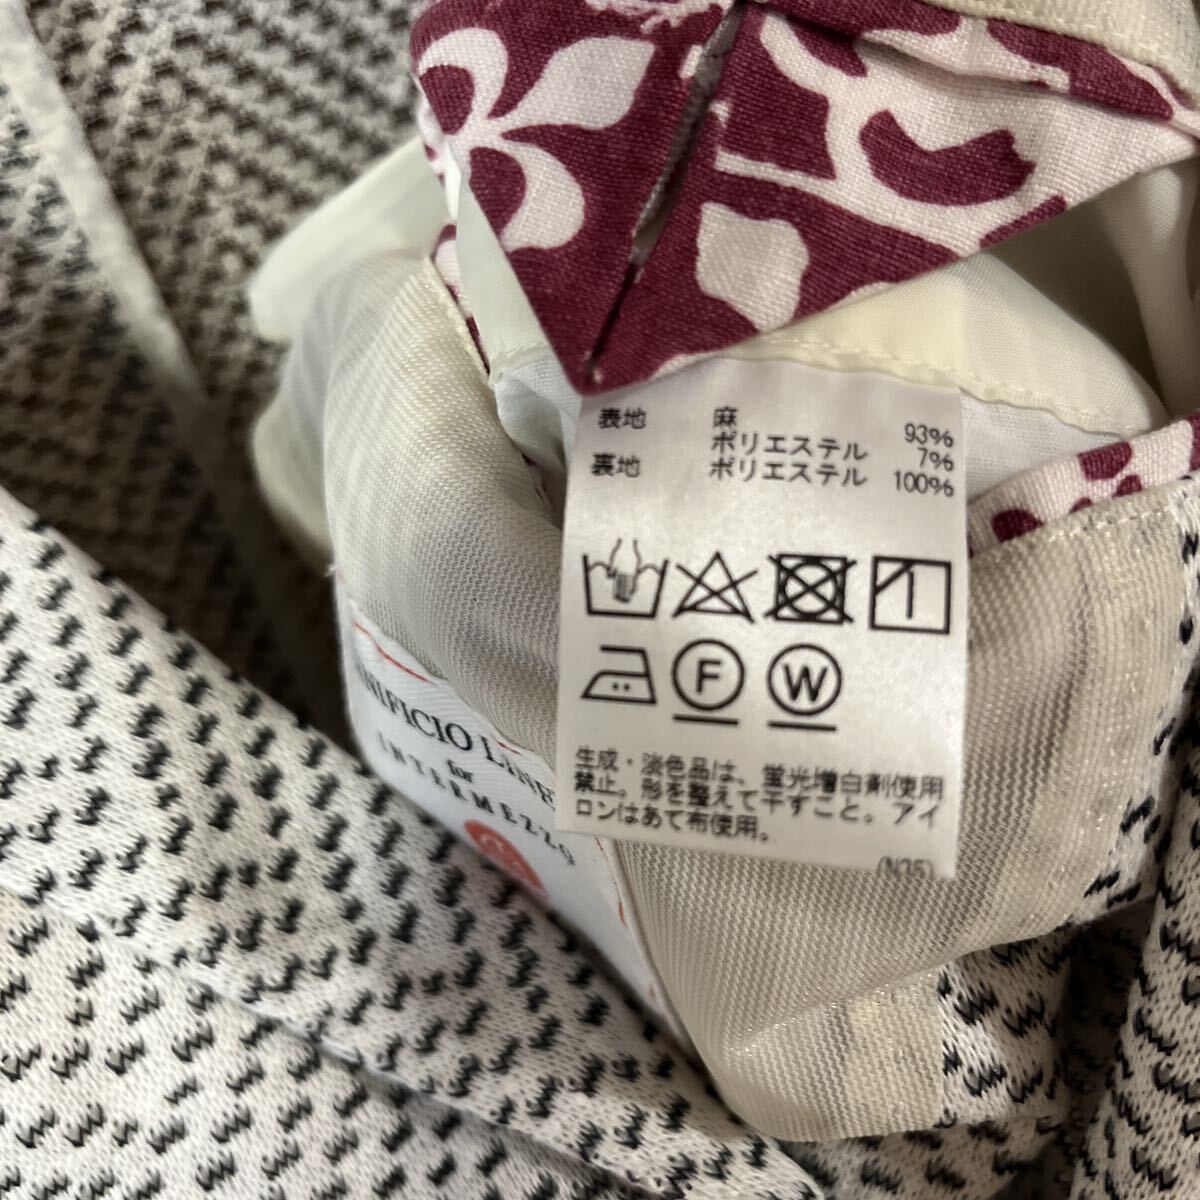 表地 麻 93%
ポリエステル 7%
裏地 ポリエステル 100%
F W
生成・淡色品は、蛍光増白剤使用
禁止。形を整えて干すこと。アイ
ロンはあて布使用。
(N35)
for
INTERMEZZO